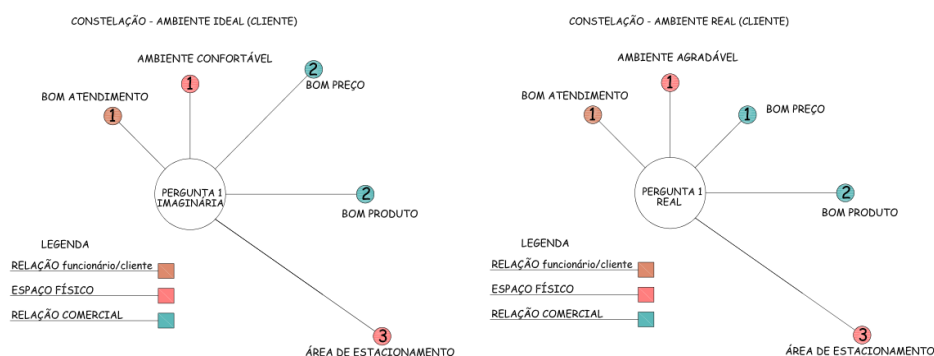 CONSTELAÇÃO - AMBIENTE IDEAL (CLIENTE)
AMBIENTE CONFORTÁVEL
1
2
BOM PREÇO
BOM ATENDIMENTO
1
PERGUNTA 1
IMAGINÁRIA
2
BOM PRODUTO
LEGENDA
RELAÇÃO funcionário/cliente
ESPAÇO FÍSICO
RELAÇÃO COMERCIAL
3
ÁREA DE ESTACIONAMENTO
CONSTELAÇÃO - AMBIENTE REAL (CLIENTE)
AMBIENTE AGRADÁVEL
1
BOM ATENDIMENTO
1
1
BOM PREÇO
PERGUNTA 1
REAL
2
BOM PRODUTO
LEGENDA
RELAÇÃO funcionário/cliente
ESPAÇO FÍSICO
RELAÇÃO COMERCIAL
3
ÁREA DE ESTACIONAMENTO